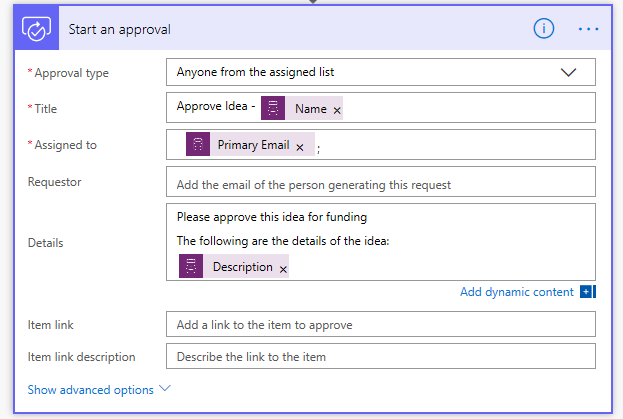 Start an approval
* Approval type
Anyone from the assigned list
* Title
Approve Idea - Name ×
* Assigned to
Primary Email × ;
Requestor
Add the email of the person generating this request
Details
Please approve this idea for funding
The following are the details of the idea:
Description ×
Add dynamic content
Item link
Add a link to the item to approve
Item link description
Describe the link to the item
Show advanced options